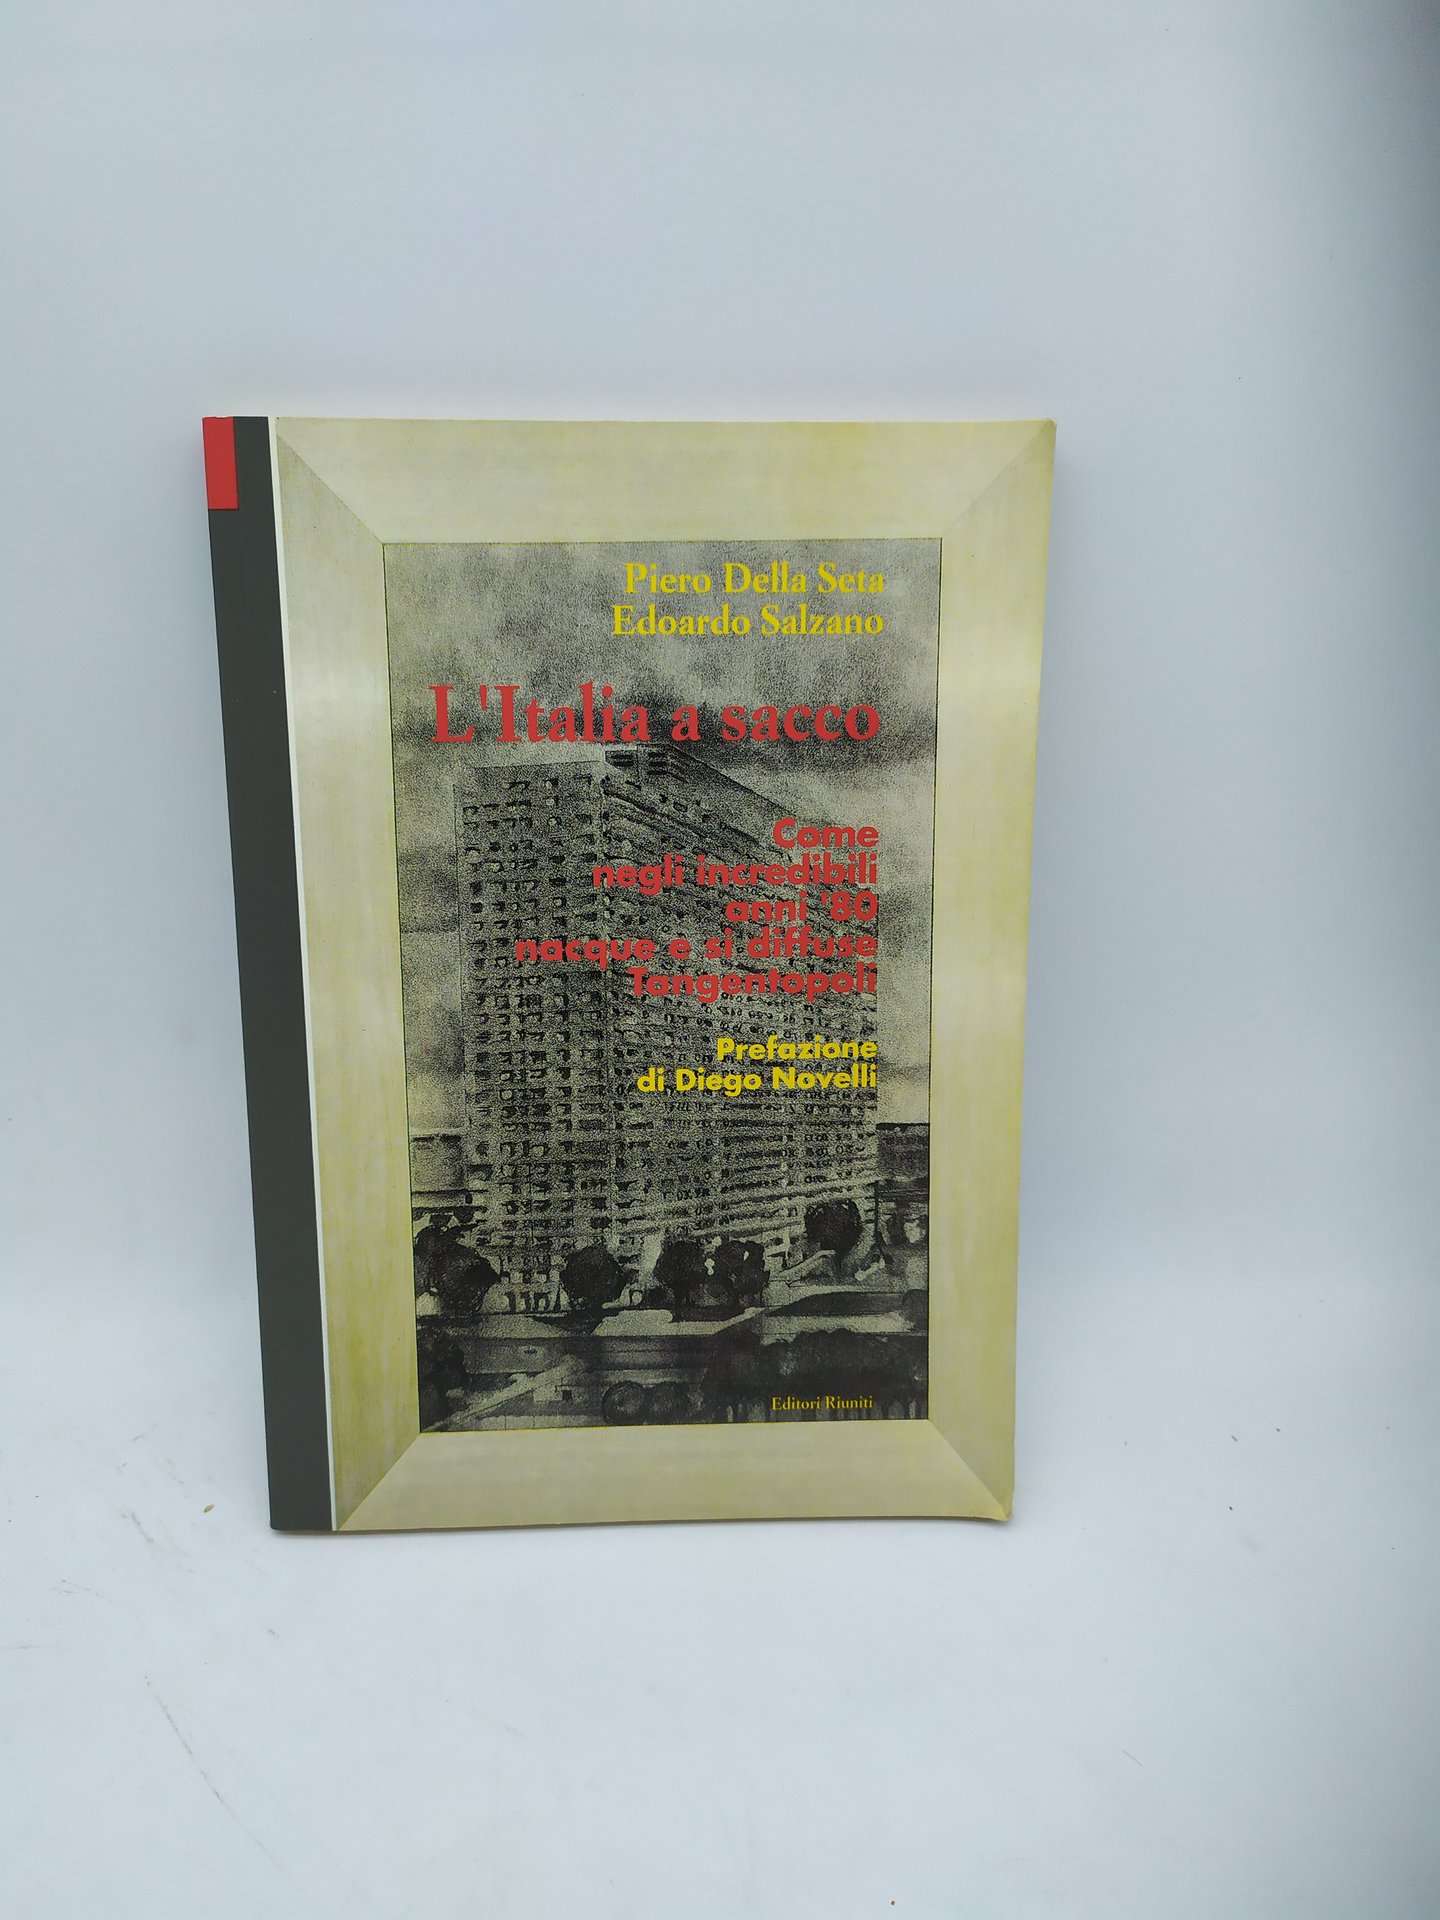 Piero Della Seta
Edoardo Salzano
L'Italia a sacco
Come
negli incredibili
anni '80
nacque e si diffuse
Tangentopoli
Prefazione
di Diego Novelli
Editori Riuniti